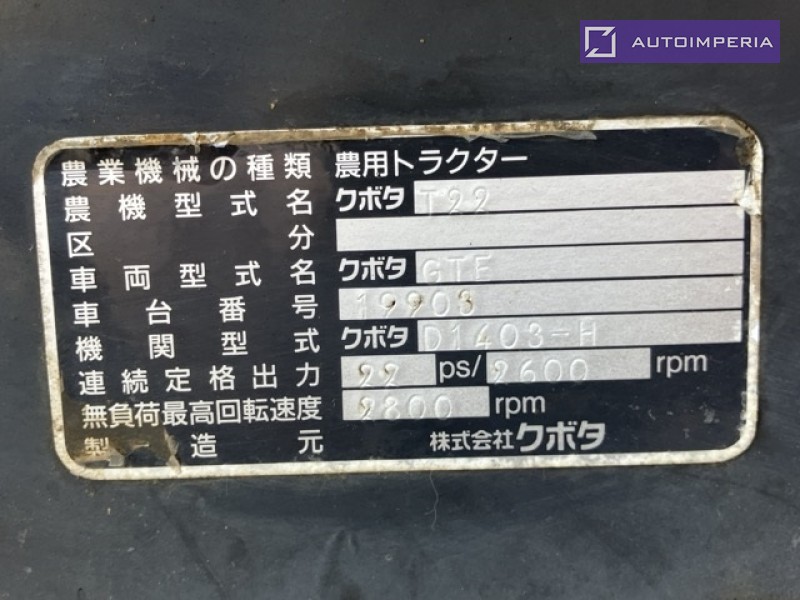 AUTOIMPERIA
農業機械の種類 農用トラクター
農機型式名 クボタ T22
区分
車両型式名 クボタ GTE
車台番号 19903
機関型式 クボタ D1403-H
連続定格出力 22 ps/2600 rpm
無負荷最高回転速度 2800 rpm
製造元 株式会社クボタ